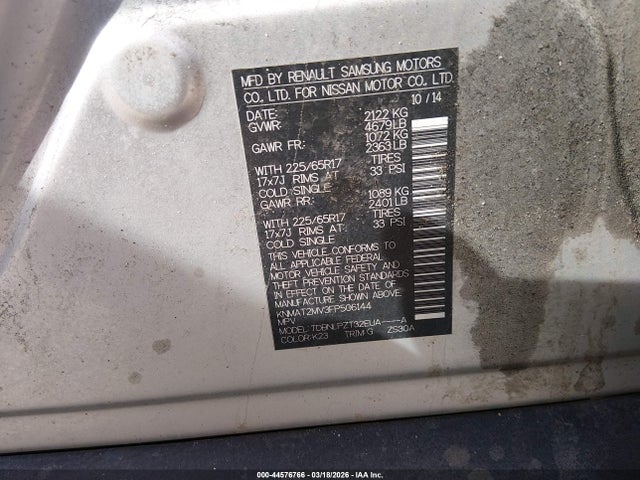 MFD BY RENAULT SAMSUNG MOTORS
CO., LTD. FOR NISSAN MOTOR CO., LTD.
DATE: 10 / 14
GVWR: 2122 KG
4679 LB
GAWR FR: 1072 KG
2363 LB
WITH 225/65R17 TIRES
17x7J RIMS AT 33 PSI
COLD SINGLE
GAWR RR: 1089 KG
2401 LB
WITH 225/65R17 TIRES
17x7J RIMS AT: 33 PSI
COLD SINGLE
THIS VEHICLE CONFORMS TO
ALL APPLICABLE FEDERAL
MOTOR VEHICLE SAFETY AND
THEFT PREVENTION STANDARDS
IN EFFECT ON THE DATE OF
MANUFACTURE SHOWN ABOVE.
KNMAT2MV3FP506144
MPV
MODEL: TDBNLPZT32EUA----A
COLOR:K23 TRIM:G ZS30A
000-44576766 | 03/18/2026 | IAA Inc.